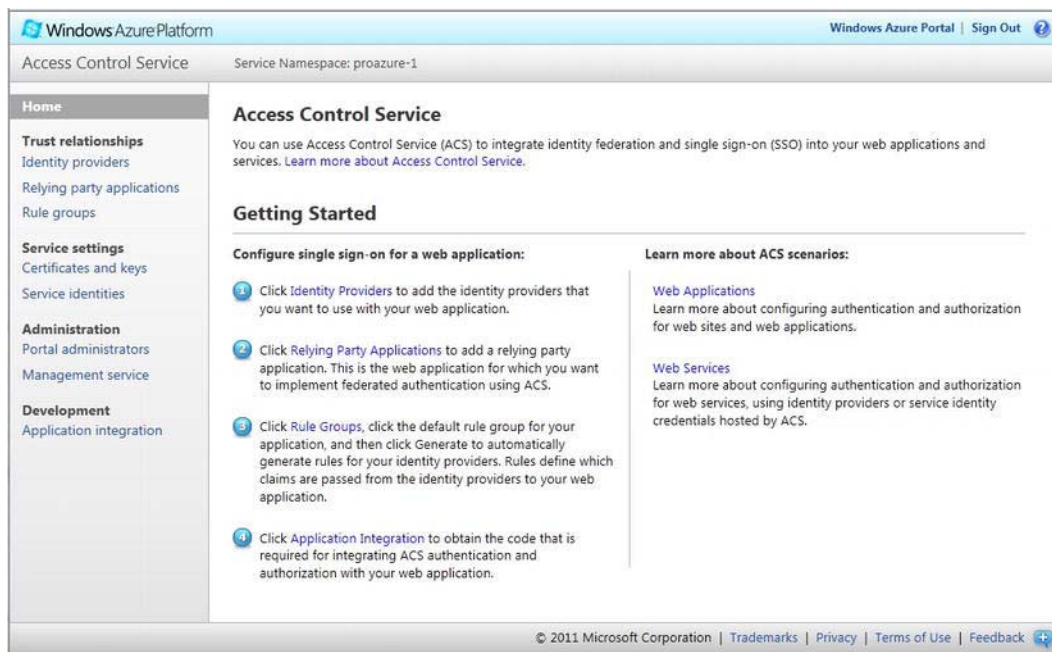 Windows Azure Platform
Windows Azure Portal | Sign Out
Access Control Service
Service Namespace: proazure-1
Home
Trust relationships
Identity providers
Relying party applications
Rule groups
Service settings
Certificates and keys
Service identities
Administration
Portal administrators
Management service
Development
Application integration
Access Control Service
You can use Access Control Service (ACS) to integrate identity federation and single sign-on (SSO) into your web applications and
services. Learn more about Access Control Service.
Getting Started
Configure single sign-on for a web application:
1 Click Identity Providers to add the identity providers that
you want to use with your web application.
2 Click Relying Party Applications to add a relying party
application. This is the web application for which you want
to implement federated authentication using ACS.
3 Click Rule Groups, click the default rule group for your
application, and then click Generate to automatically
generate rules for your identity providers. Rules define which
claims are passed from the identity providers to your web
application.
4 Click Application Integration to obtain the code that is
required for integrating ACS authentication and
authorization with your web application.
Learn more about ACS scenarios:
Web Applications
Learn more about configuring authentication and authorization
for web sites and web applications.
Web Services
Learn more about configuring authentication and authorization
for web services, using identity providers or service identity
credentials hosted by ACS.
© 2011 Microsoft Corporation | Trademarks | Privacy | Terms of Use | Feedback